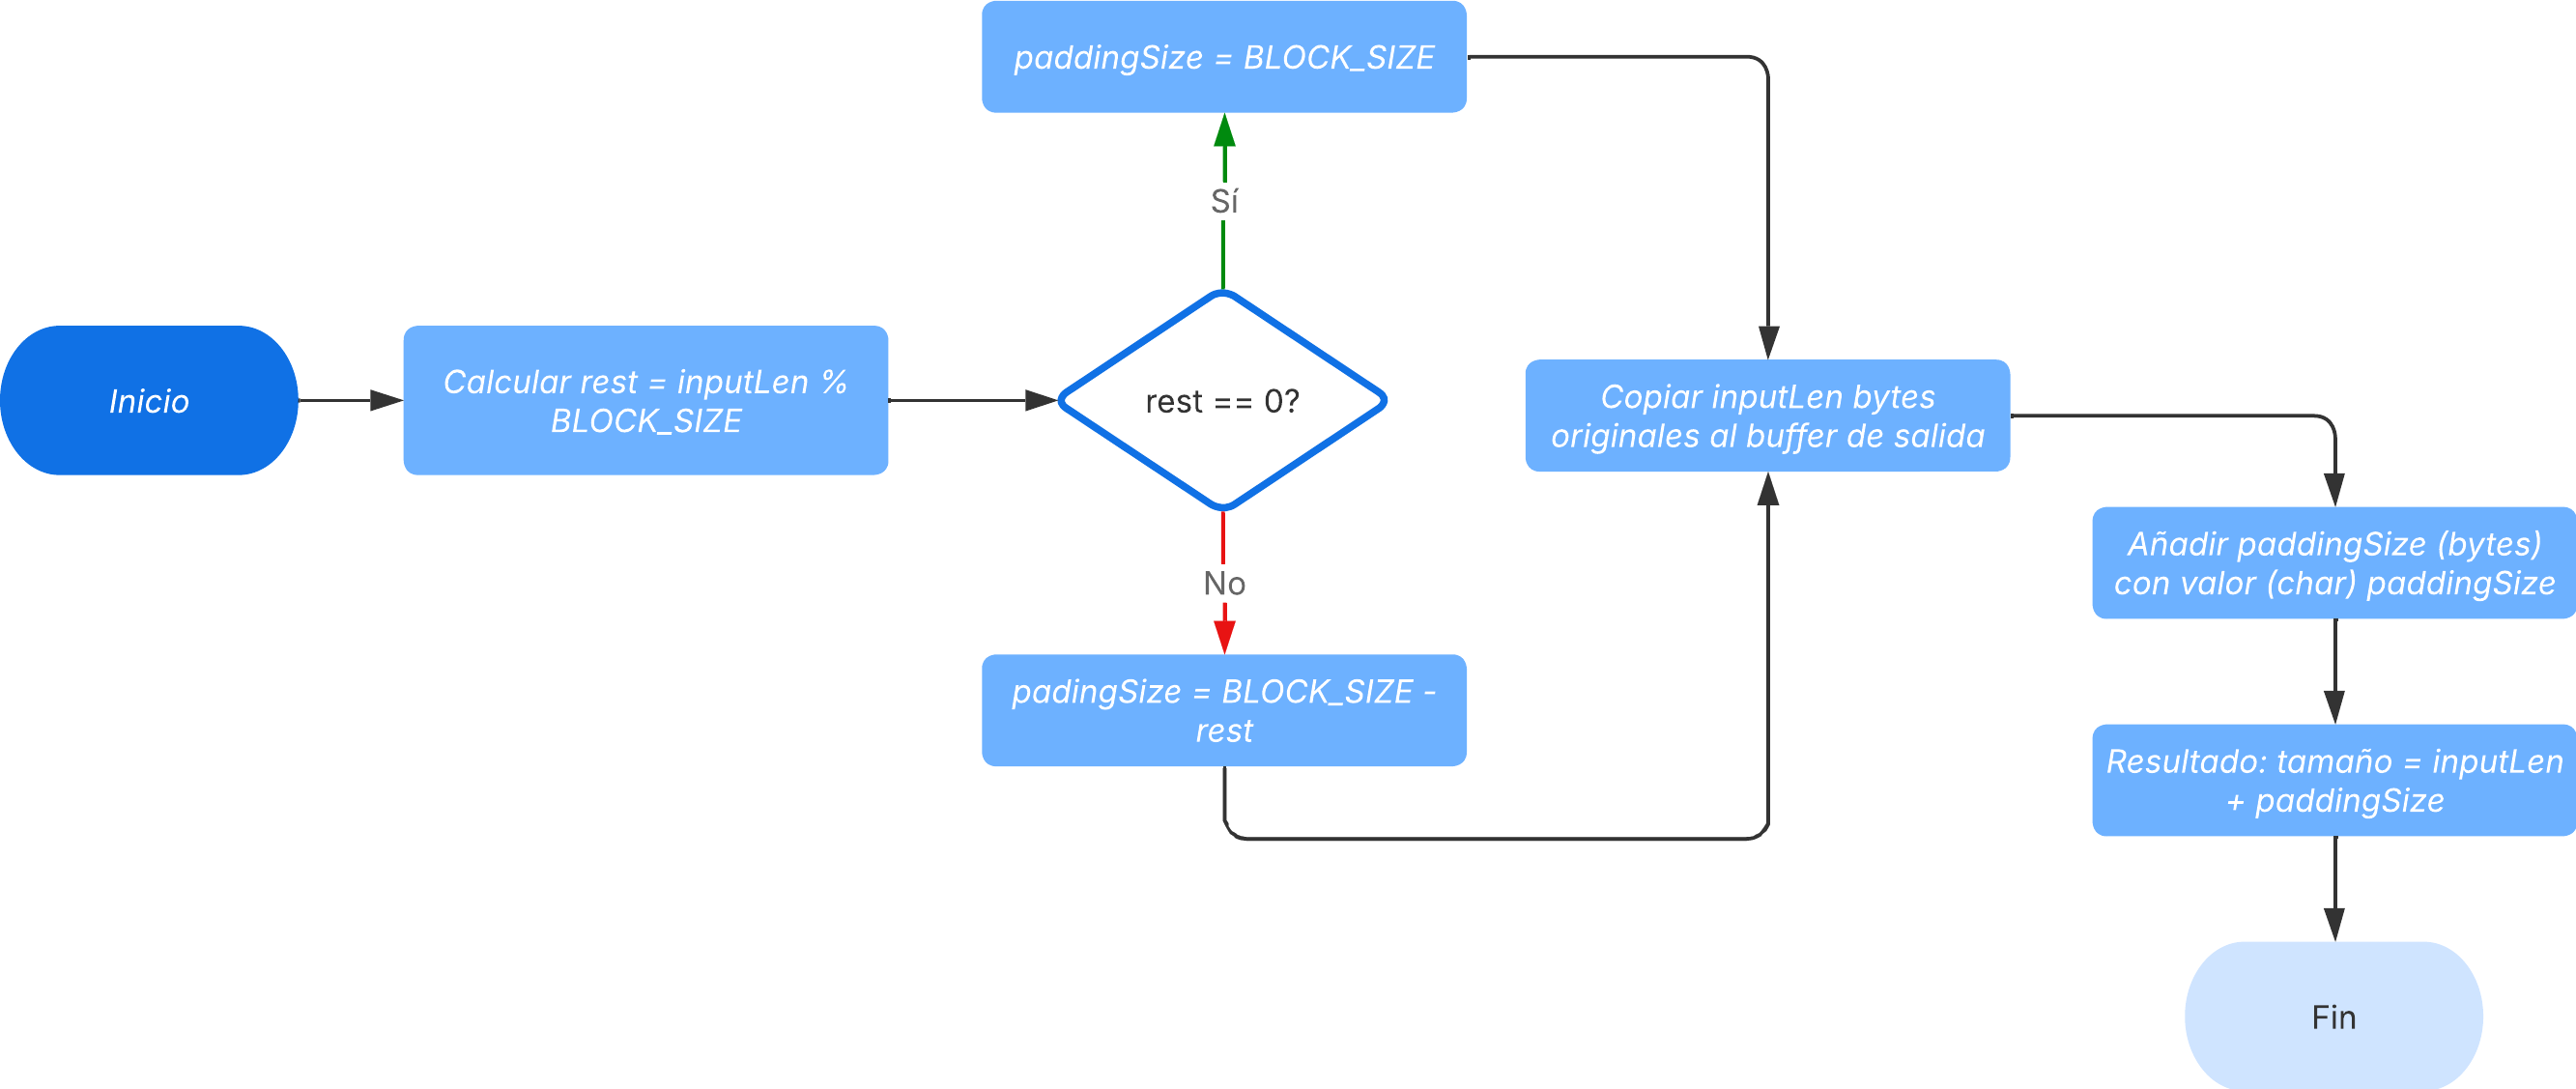 Inicio
Calcular rest = inputLen %
BLOCK_SIZE
rest == 0?
Sí
paddingSize = BLOCK_SIZE
No
padingSize = BLOCK_SIZE -
rest
Copiar inputLen bytes
originales al buffer de salida
Añadir paddingSize (bytes)
con valor (char) paddingSize
Resultado: tamaño = inputLen
+ paddingSize
Fin